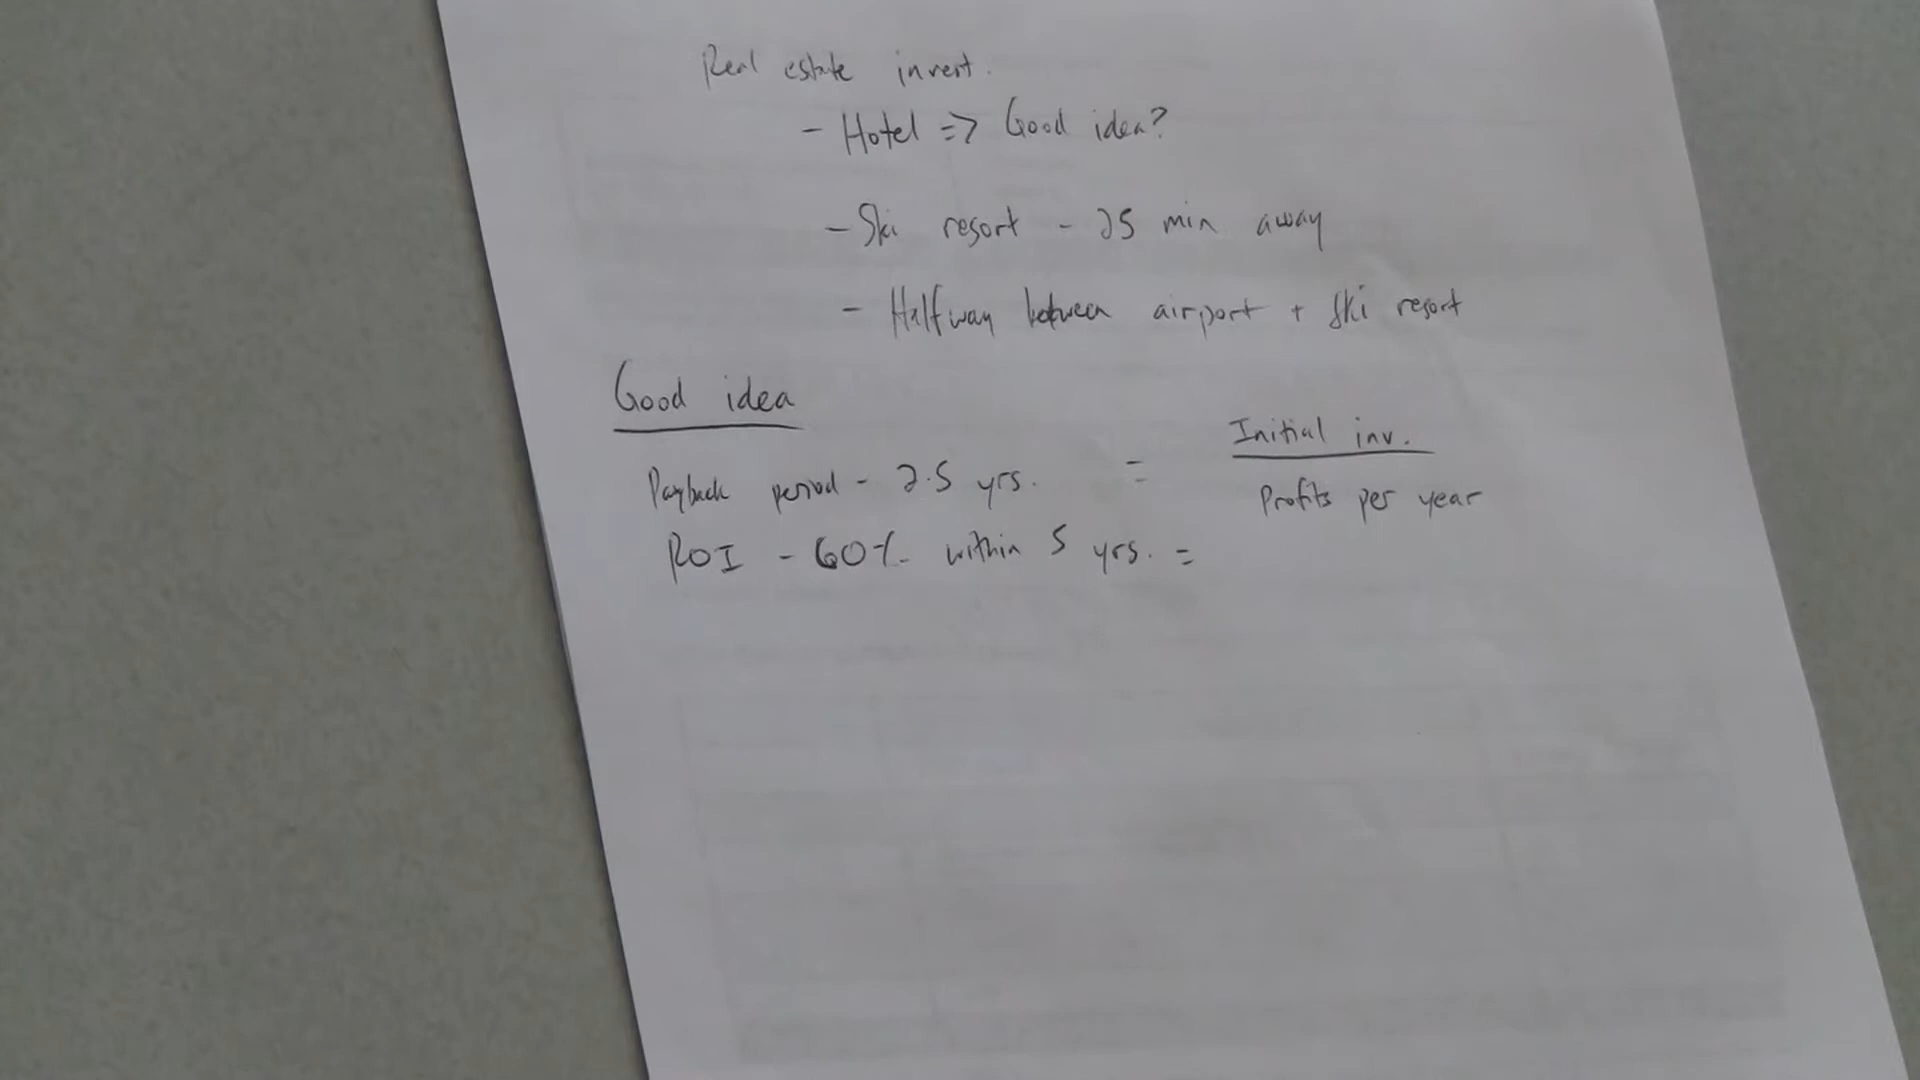 Real estate invest.
- Hotel => Good idea?
- Ski resort - 25 min away
- Halfway between airport + Ski resort
Good idea
Payback period - 2.5 yrs. = Initial inv. / Profits per year
ROI - 60% within 5 yrs. =